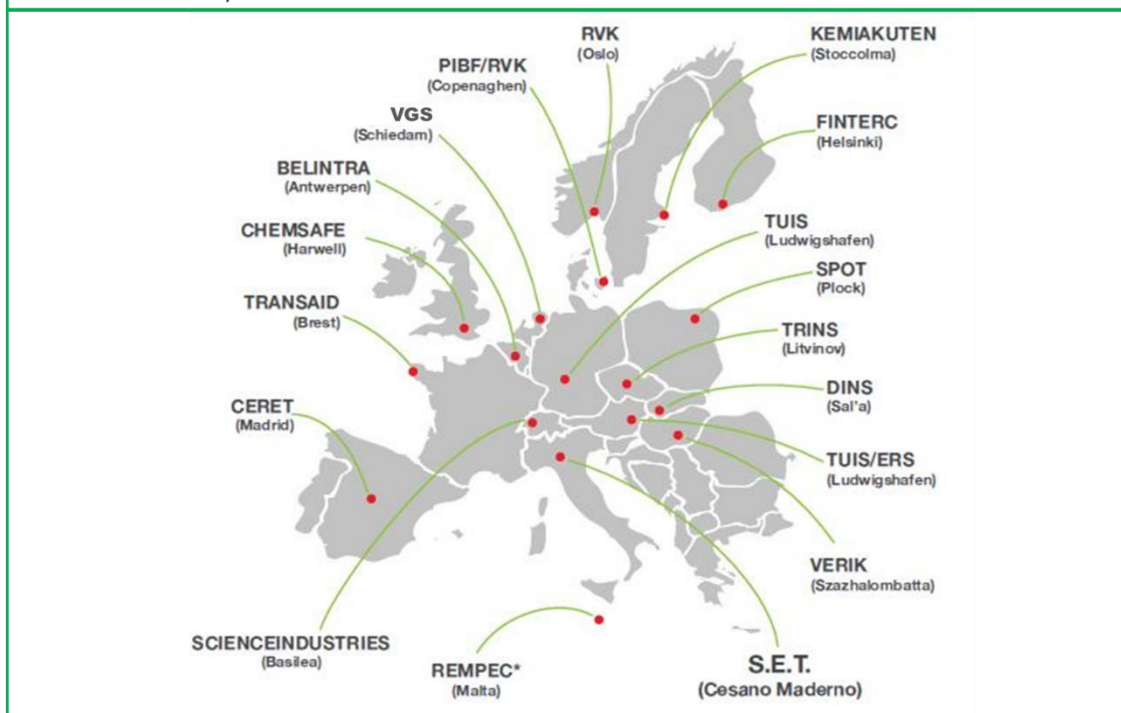 RVK
(Oslo)
KEMIAKUTEN
(Stoccolma)
PIBF/RVK
(Copenaghen)
VGS
(Schiedam)
FINTERC
(Helsinki)
BELINTRA
(Antwerpen)
CHEMSAFE
(Harwell)
TUIS
(Ludwigshafen)
SPOT
(Plock)
TRANSAID
(Brest)
TRINS
(Litvinov)
DINS
(Sal'a)
CERET
(Madrid)
TUIS/ERS
(Ludwigshafen)
VERIK
(Szazhalombatta)
SCIENCEINDUSTRIES
(Basilea)
REMPEC*
(Malta)
S.E.T.
(Cesano Maderno)